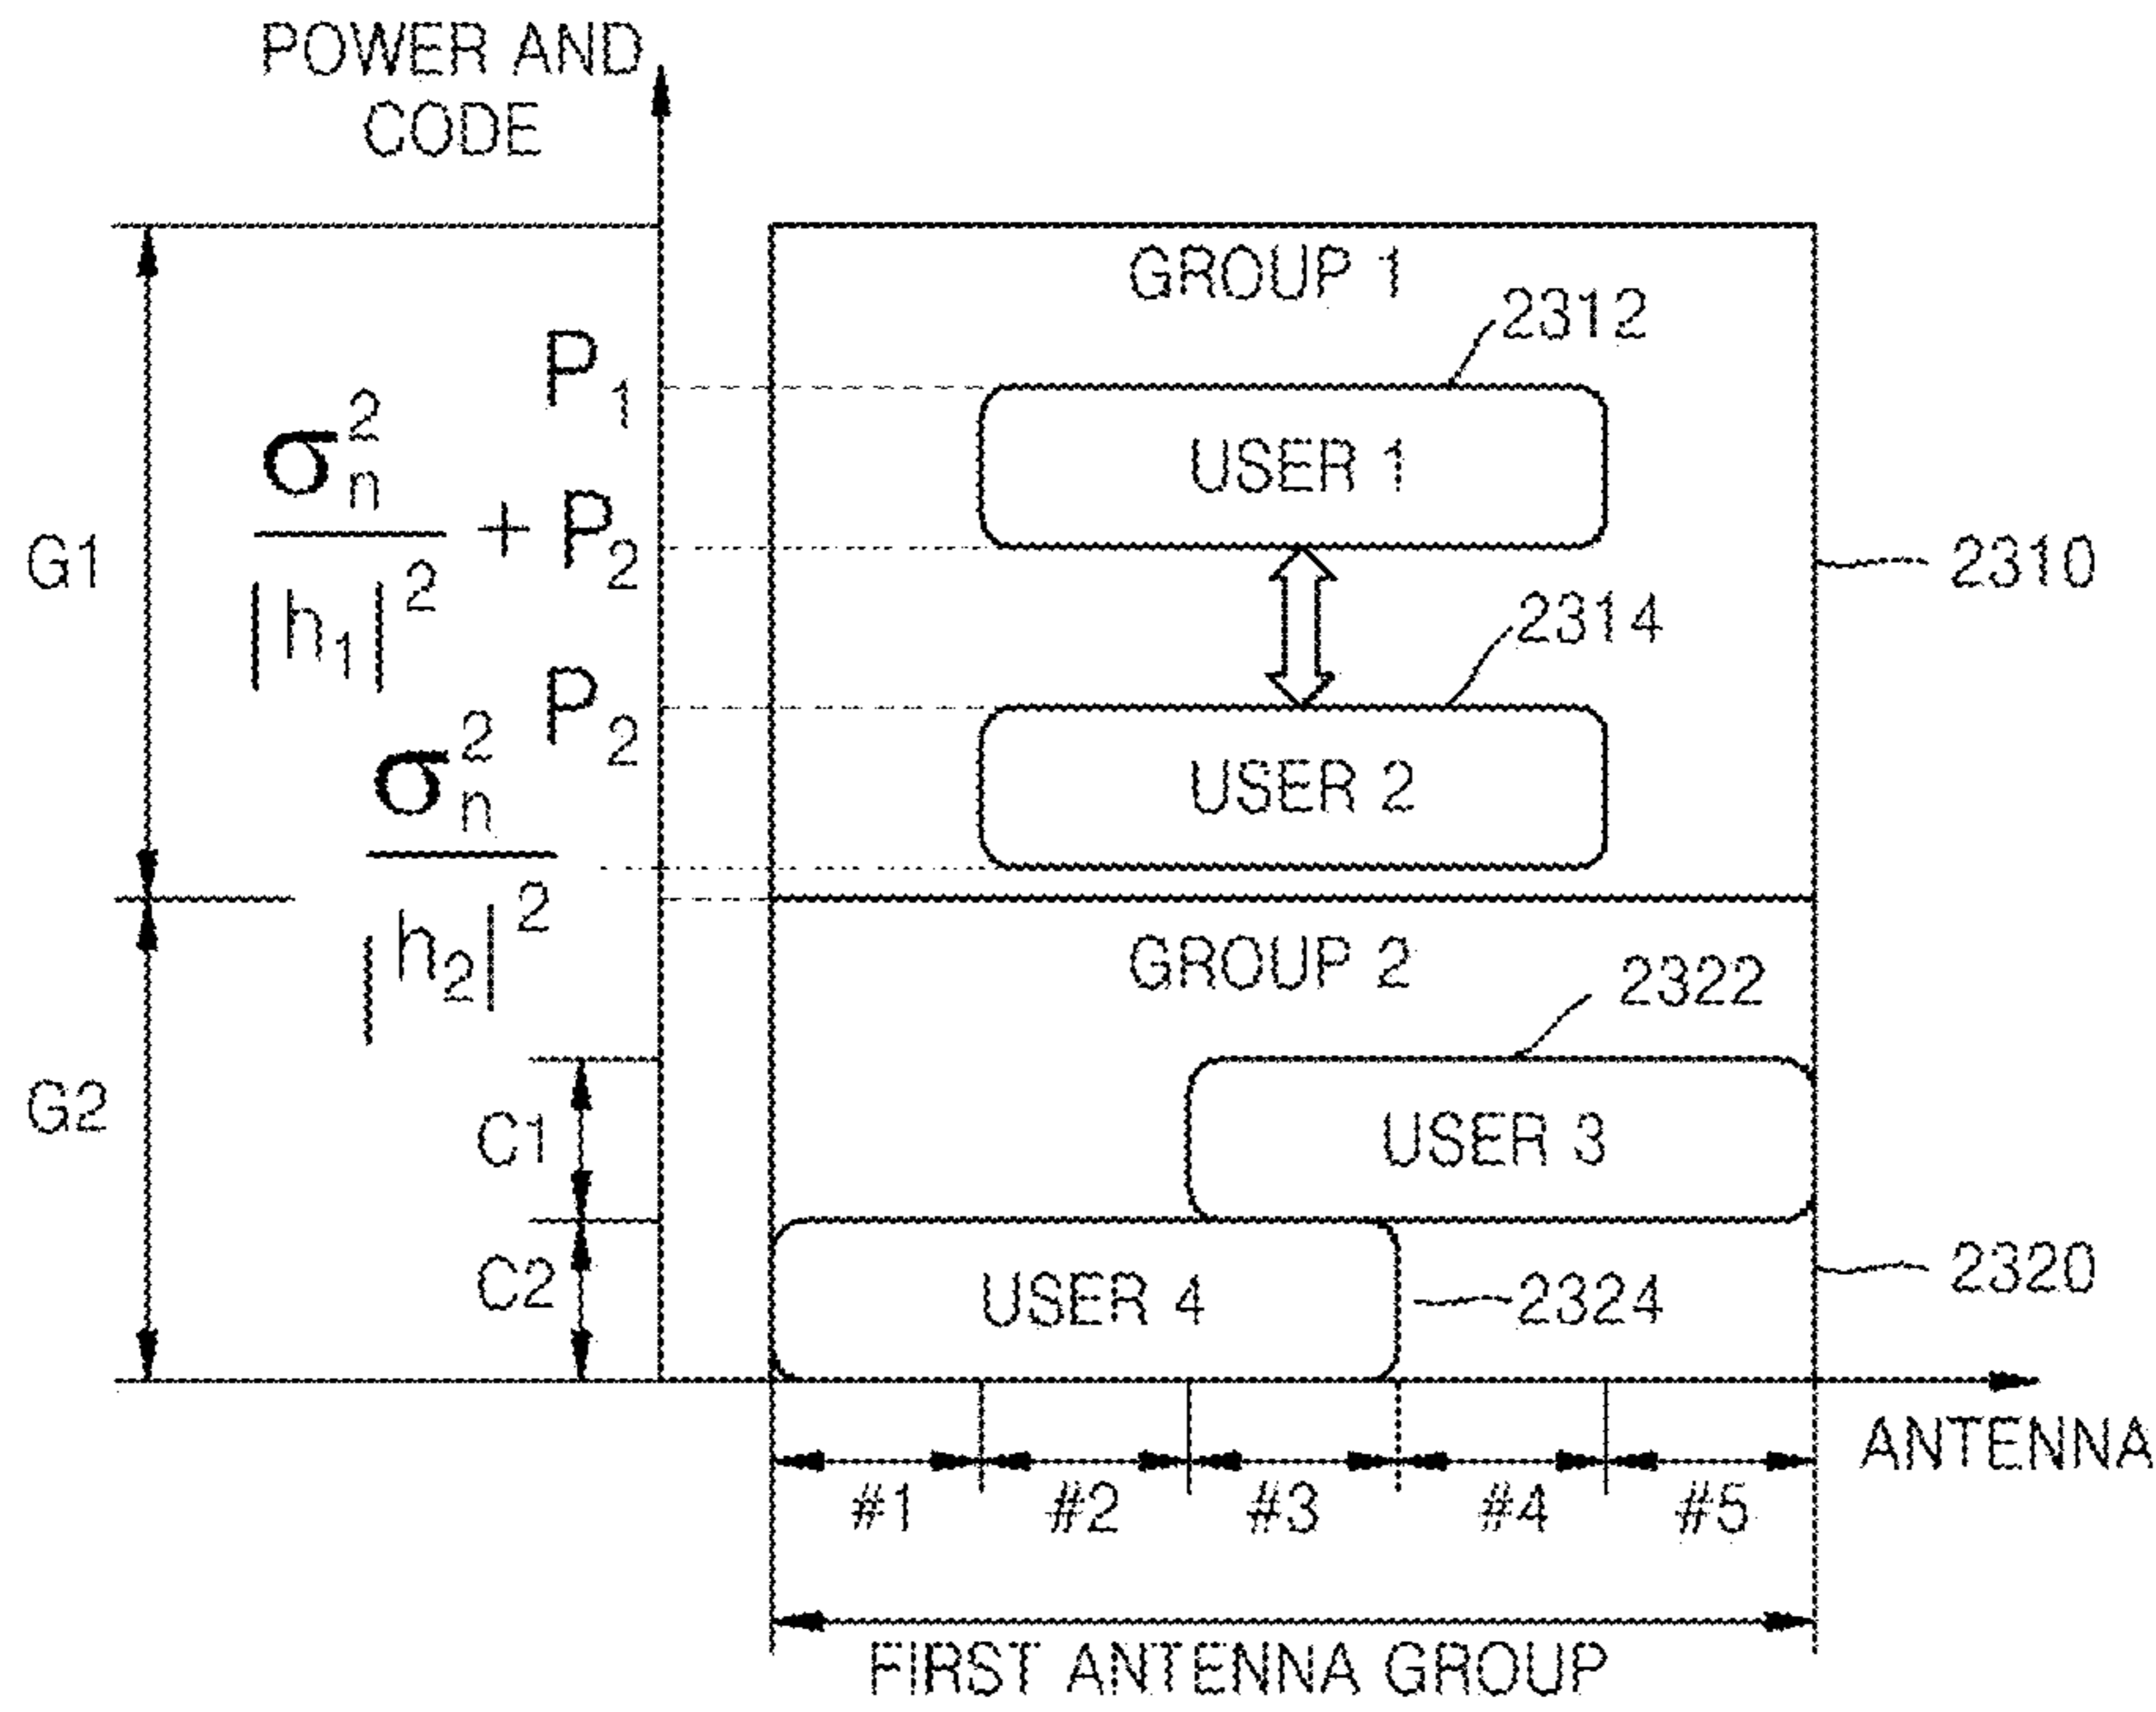 POWER AND
CODE
GROUP 1
2312
P1
USER 1
σn²/|h1|² + P2
G1
2310
2314
P2
USER 2
σn²/|h2|²
GROUP 2
2322
G2
C1
USER 3
C2
USER 4
2324
2320
ANTENNA
#1 #2 #3 #4 #5
FIRST ANTENNA GROUP